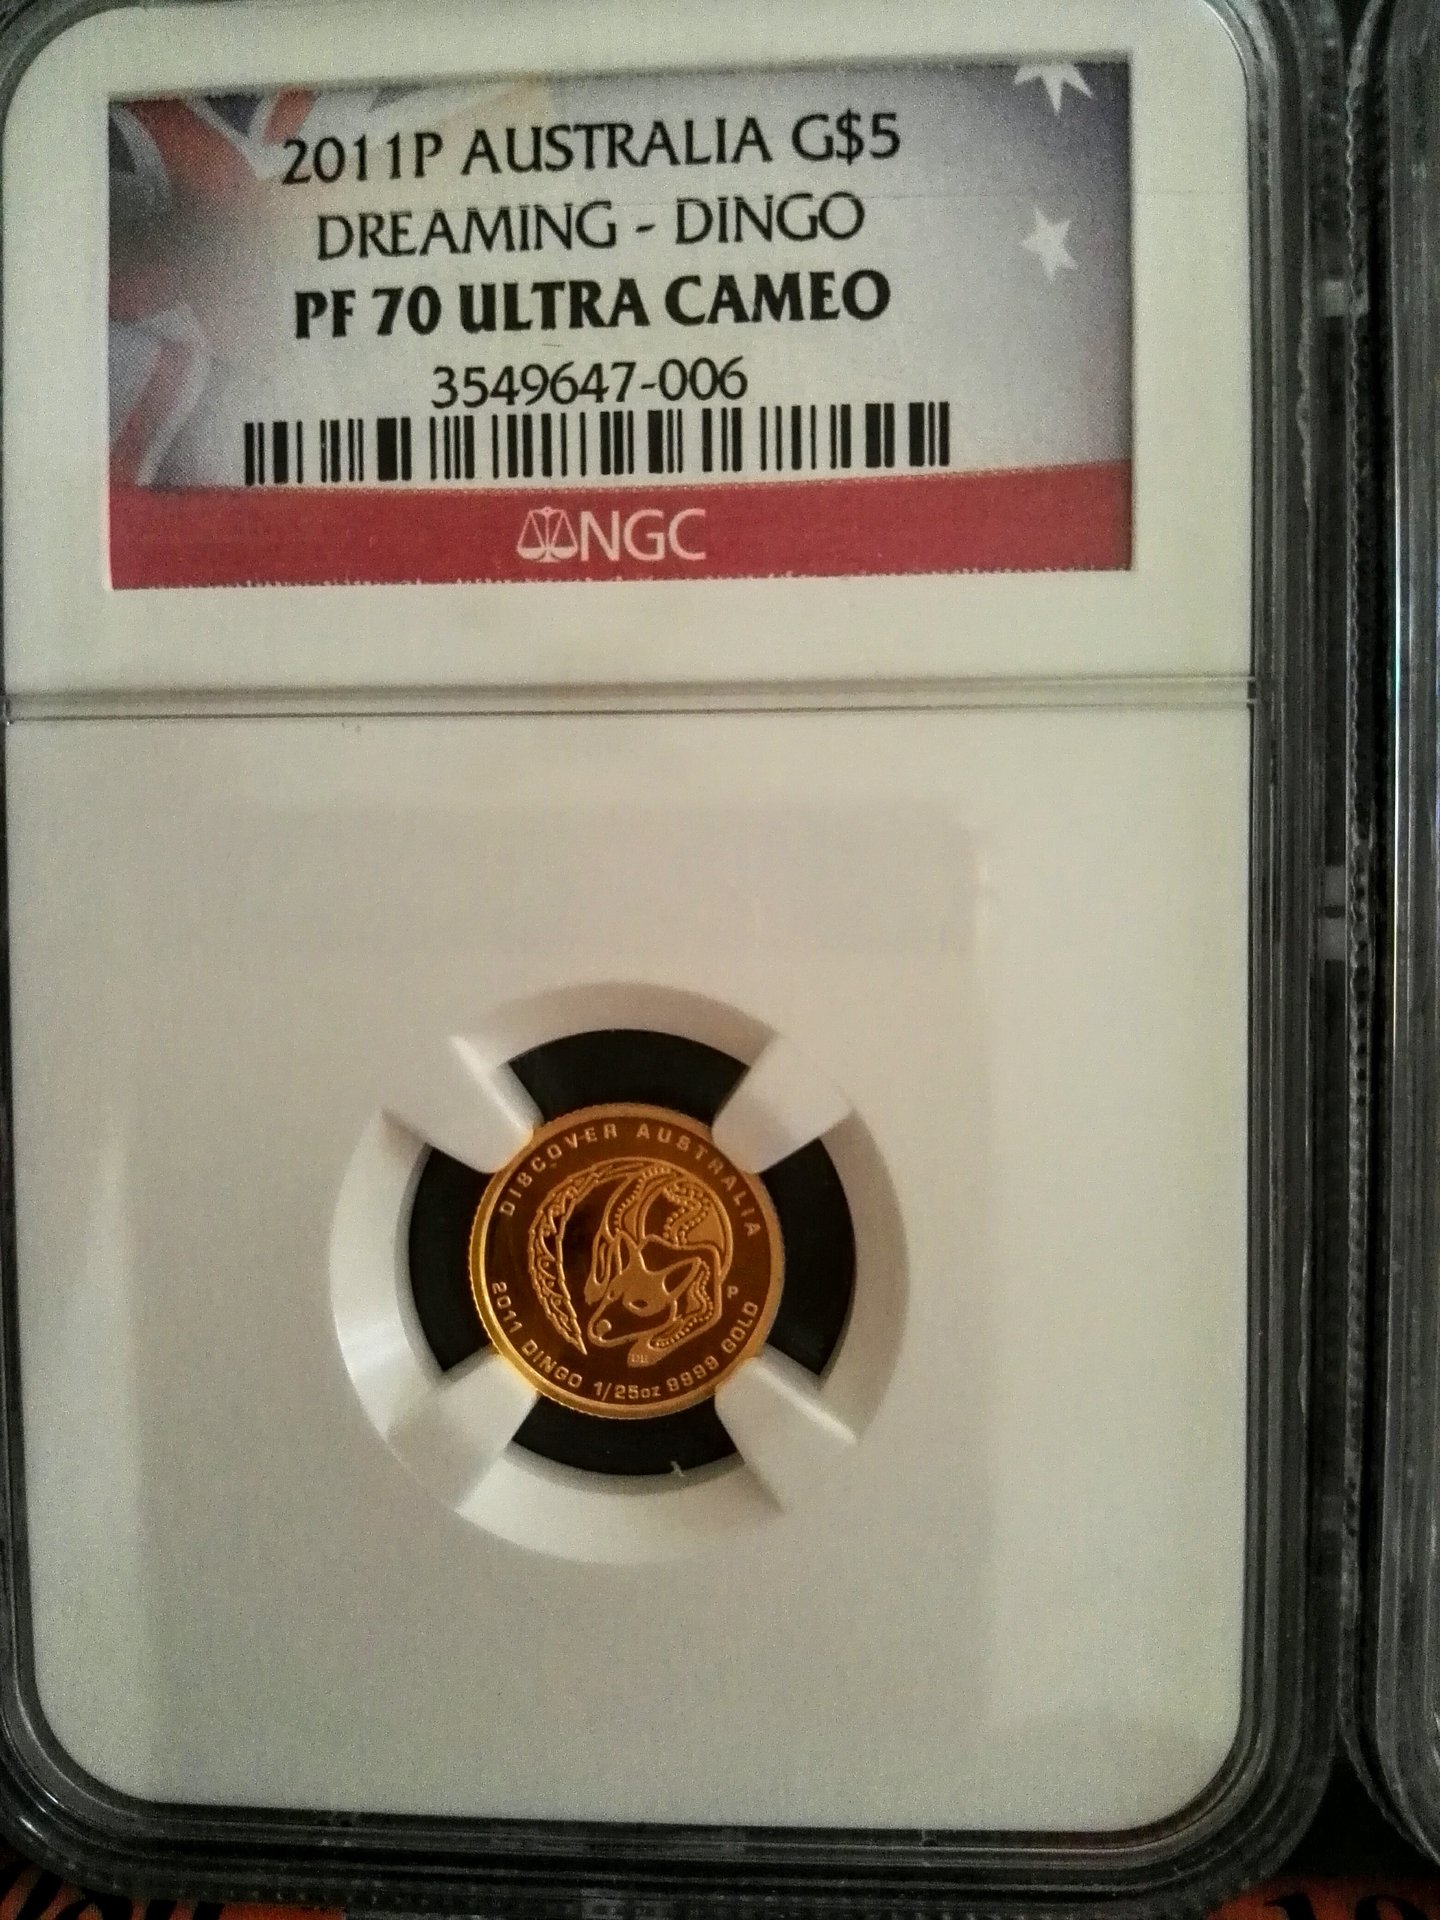 2011P AUSTRALIA G$5
DREAMING - DINGO
PF 70 ULTRA CAMEO
3549647-006
NGC
DISCOVER AUSTRALIA
P
2011 DINGO 1/25oz 9999 GOLD